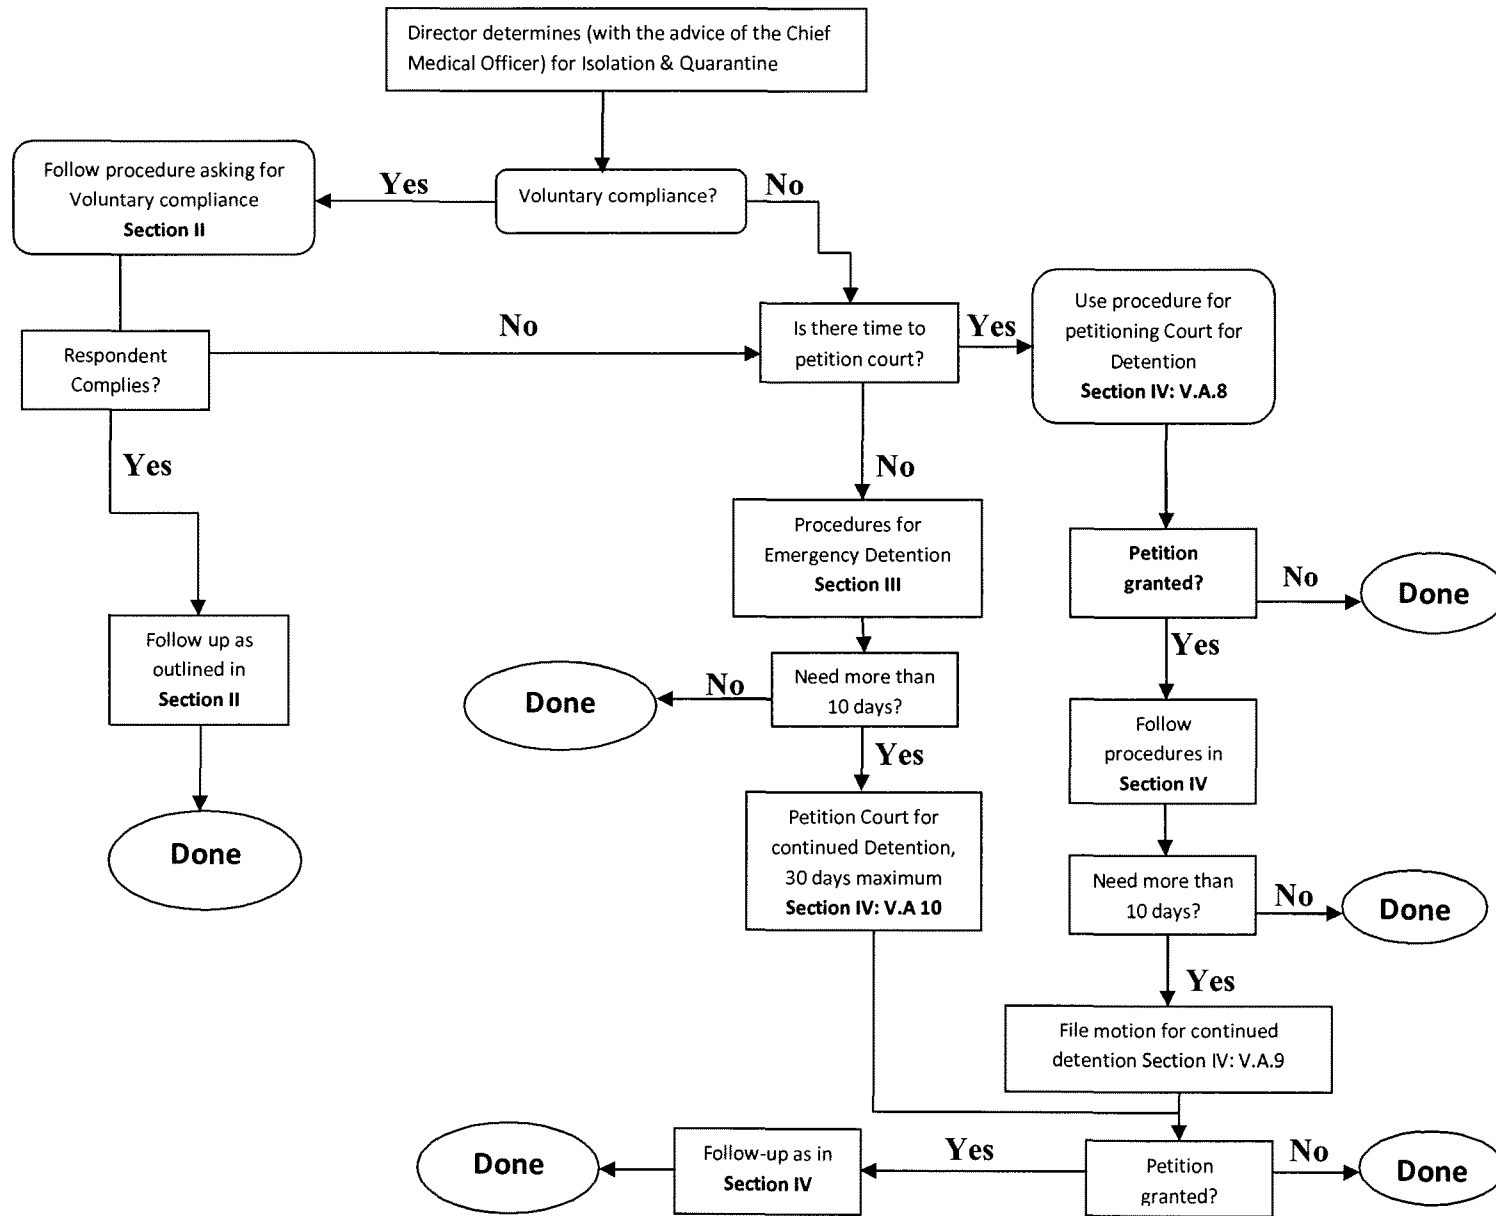 Director determines (with the advice of the Chief
Medical Officer) for Isolation & Quarantine
Follow procedure asking for
Voluntary compliance
Section II
Yes
Voluntary compliance?
No
Respondent
Complies?
No
Is there time to
petition court?
Yes
Use procedure for
petitioning Court for
Detention
Section IV: V.A.8
Yes
No
Procedures for
Emergency Detention
Section III
Petition
granted?
No
Done
Yes
Follow up as
outlined in
Section II
Done
No
Need more than
10 days?
Follow
procedures in
Section IV
Yes
Done
Petition Court for
continued Detention,
30 days maximum
Section IV: V.A 10
Need more than
10 days?
No
Done
Yes
File motion for continued
detention Section IV: V.A.9
Done
Follow-up as in
Section IV
Yes
Petition
granted?
No
Done